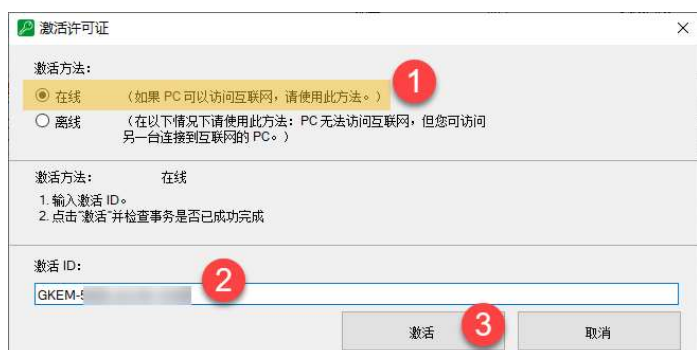 激活许可证
激活方法：
在线 （如果 PC 可以访问互联网，请使用此方法。）
1
离线 （在以下情况下请使用此方法：PC 无法访问互联网，但您可访问
另一台连接到互联网的 PC。）
激活方法： 在线
1. 输入激活 ID。
2. 点击“激活”并检查事务是否已成功完成
激活 ID：
2
GKEM-
激活 3 取消